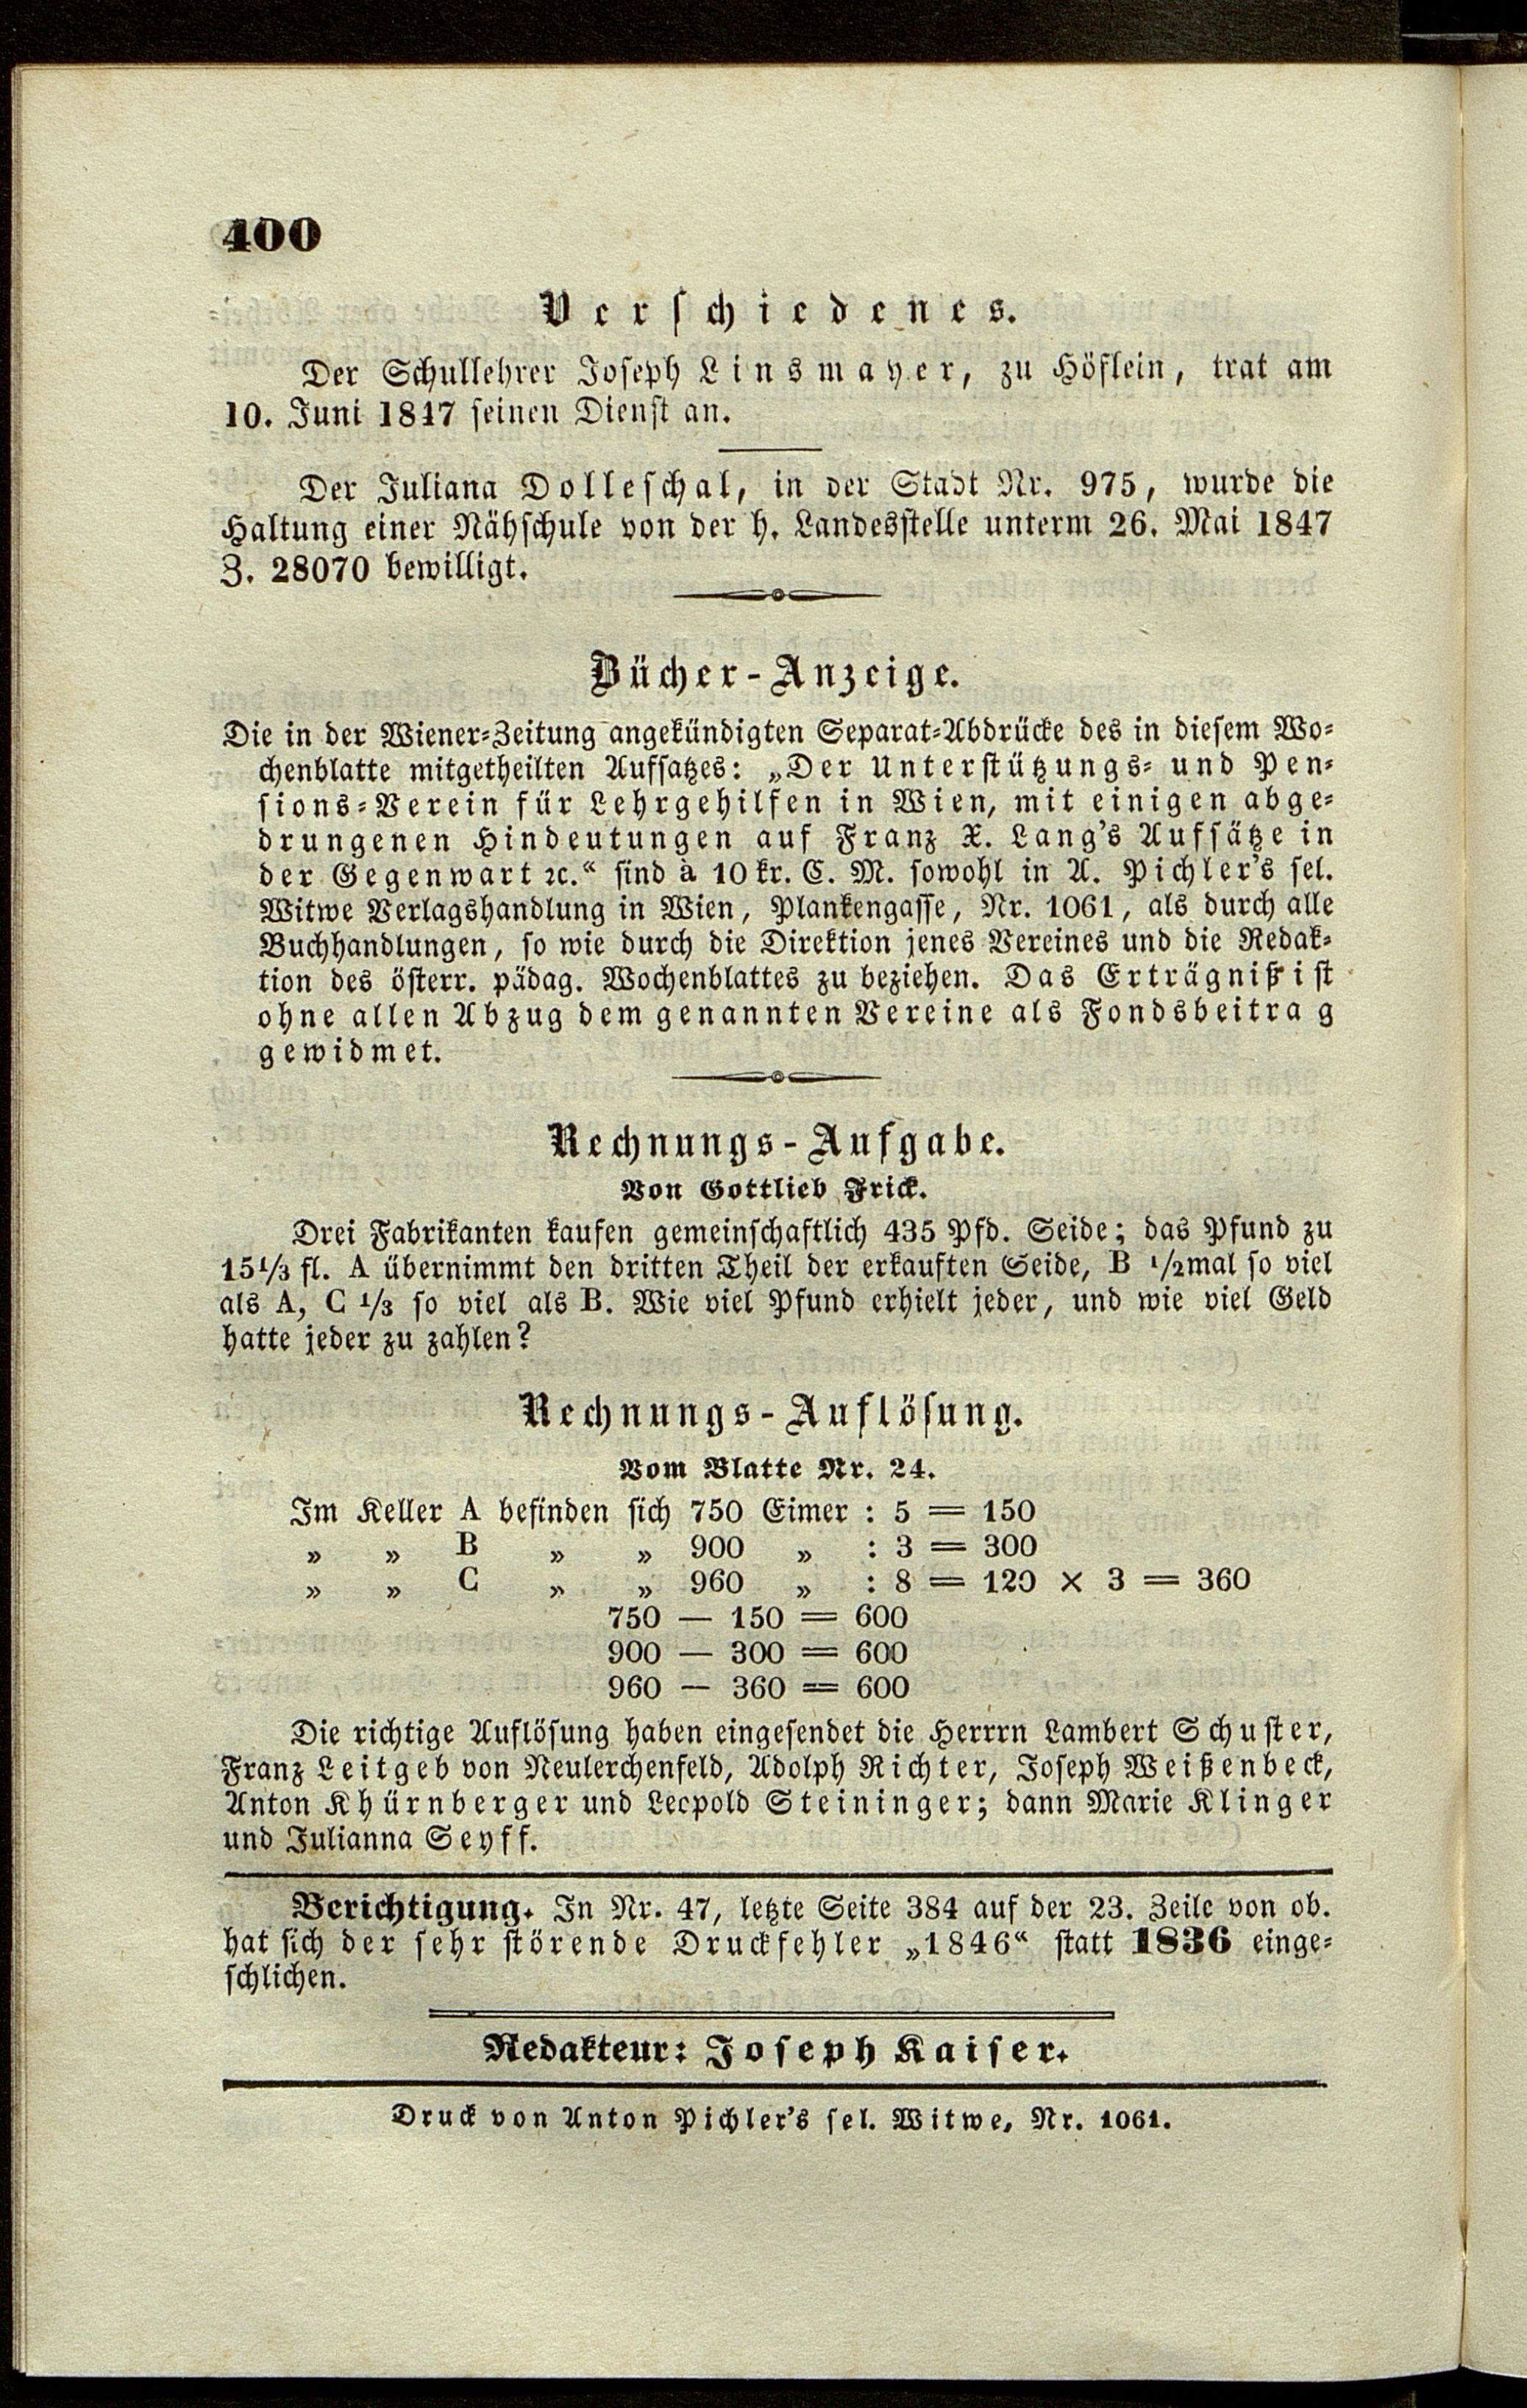 400
Verschiedenes.
Der Schullehrer Joseph Linsmayer, zu Höflein, trat am
10. Juni 1847 seinen Dienst an.
Der Juliana Dolleschal, in der Stadt Nr. 975, wurde die
Haltung einer Nähschule von der h. Landesstelle unterm 26. Mai 1847
Z. 28070 bewilligt.
Bücher-Anzeige.
Die in der Wiener-Zeitung angekündigten Separat-Abdrücke des in diesem Wo-
chenblatte mitgetheilten Aufsatzes: „Der Unterstützungs- und Pen-
sions-Verein für Lehrgehilfen in Wien, mit einigen abge-
drungenen Hindeutungen auf Franz X. Lang's Aufsätze in
der Gegenwart ꝛc.“ sind à 10 kr. C. M. sowohl in A. Pichler's sel.
Witwe Verlagshandlung in Wien, Plankengasse, Nr. 1061, als durch alle
Buchhandlungen, so wie durch die Direktion jenes Vereines und die Redak-
tion des österr. pädag. Wochenblattes zu beziehen. Das Erträgniß ist
ohne allen Abzug dem genannten Vereine als Fondsbeitrag
gewidmet.
Rechnungs-Aufgabe.
Von Gottlieb Frick.
Drei Fabrikanten kaufen gemeinschaftlich 435 Pfd. Seide; das Pfund zu
15 1/3 fl. A übernimmt den dritten Theil der erkauften Seide, B 1/2mal so viel
als A, C 1/3 so viel als B. Wie viel Pfund erhielt jeder, und wie viel Geld
hatte jeder zu zahlen?
Rechnungs-Auflösung.
Vom Blatte Nr. 24.
Im Keller A befinden sich 750 Eimer : 5 = 150
„ „ B „ „ 900 „ : 3 = 300
„ „ C „ „ 960 „ : 8 = 120 × 3 = 360
750 — 150 = 600
900 — 300 = 600
960 — 360 = 600
Die richtige Auflösung haben eingesendet die Herrrn Lambert Schuster,
Franz Leitgeb von Neulerchenfeld, Adolph Richter, Joseph Weißenbeck,
Anton Khürnberger und Leopold Steininger; dann Marie Klinger
und Julianna Seyff.
Berichtigung. In Nr. 47, letzte Seite 384 auf der 23. Zeile von ob.
hat sich der sehr störende Druckfehler „1846“ statt 1836 einge-
schlichen.
Redakteur: Joseph Kaiser.
Druck von Anton Pichler's sel. Witwe, Nr. 1061.